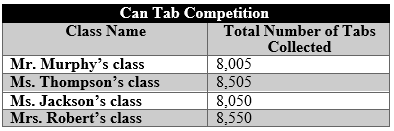 Can Tab Competition
Class Name Total Number of Tabs
Collected
Mr. Murphy's class 8,005
Ms. Thompson's class 8,505
Ms. Jackson's class 8,050
Mrs. Robert's class 8,550